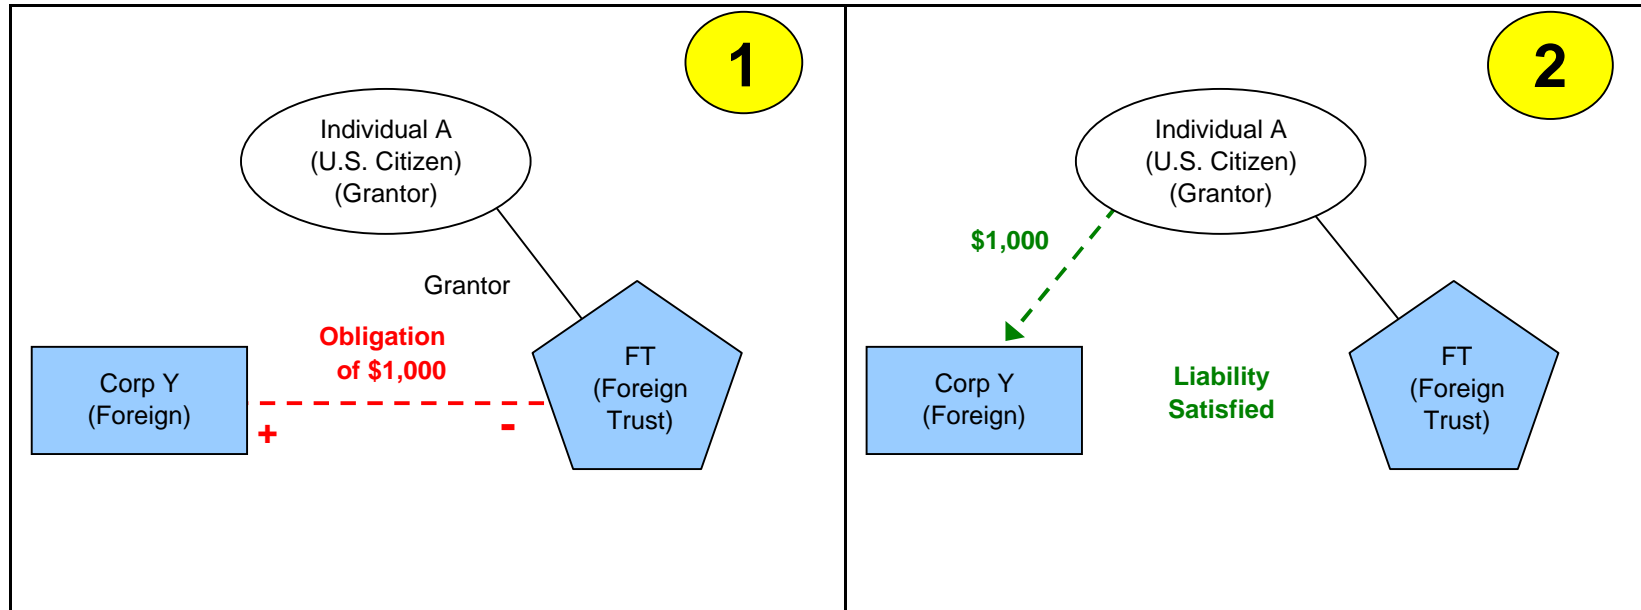 1
Individual A
(U.S. Citizen)
(Grantor)
Grantor
Obligation
of $1,000
Corp Y
(Foreign)
+
-
FT
(Foreign
Trust)
2
Individual A
(U.S. Citizen)
(Grantor)
$1,000
Corp Y
(Foreign)
Liability
Satisfied
FT
(Foreign
Trust)